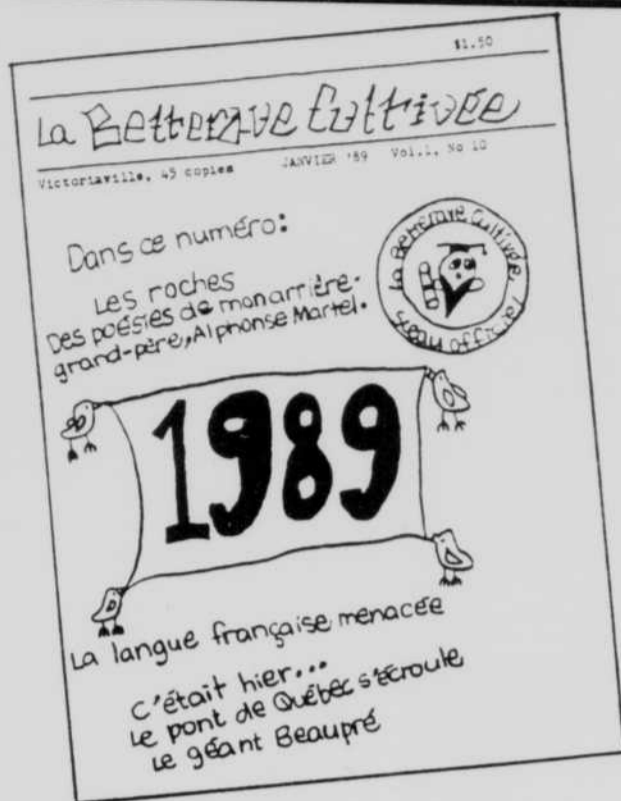 $1.50
La Betterave Cultivée
Victoriaville, 45 copies JANVIER '89 Vol.1, No 10
Dans ce numéro:
La Betterave Cultivée,
Les roches
Des poésies de mon arrière-
grand-père, Alphonse Martel.
1989
La langue française menacée
C'était hier...
Le pont de Québec s'écroule
Le géant Beaupré